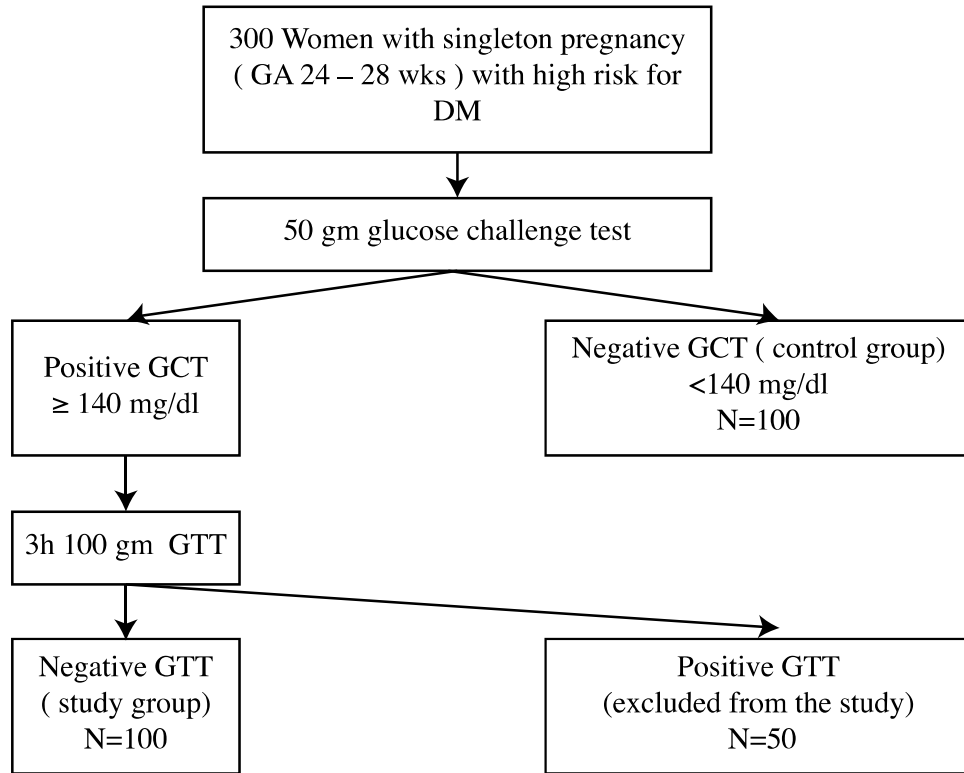 300 Women with singleton pregnancy
( GA 24 – 28 wks ) with high risk for
DM
50 gm glucose challenge test
Positive GCT
≥ 140 mg/dl
Negative GCT ( control group)
<140 mg/dl
N=100
3h 100 gm GTT
Negative GTT
( study group)
N=100
Positive GTT
(excluded from the study)
N=50